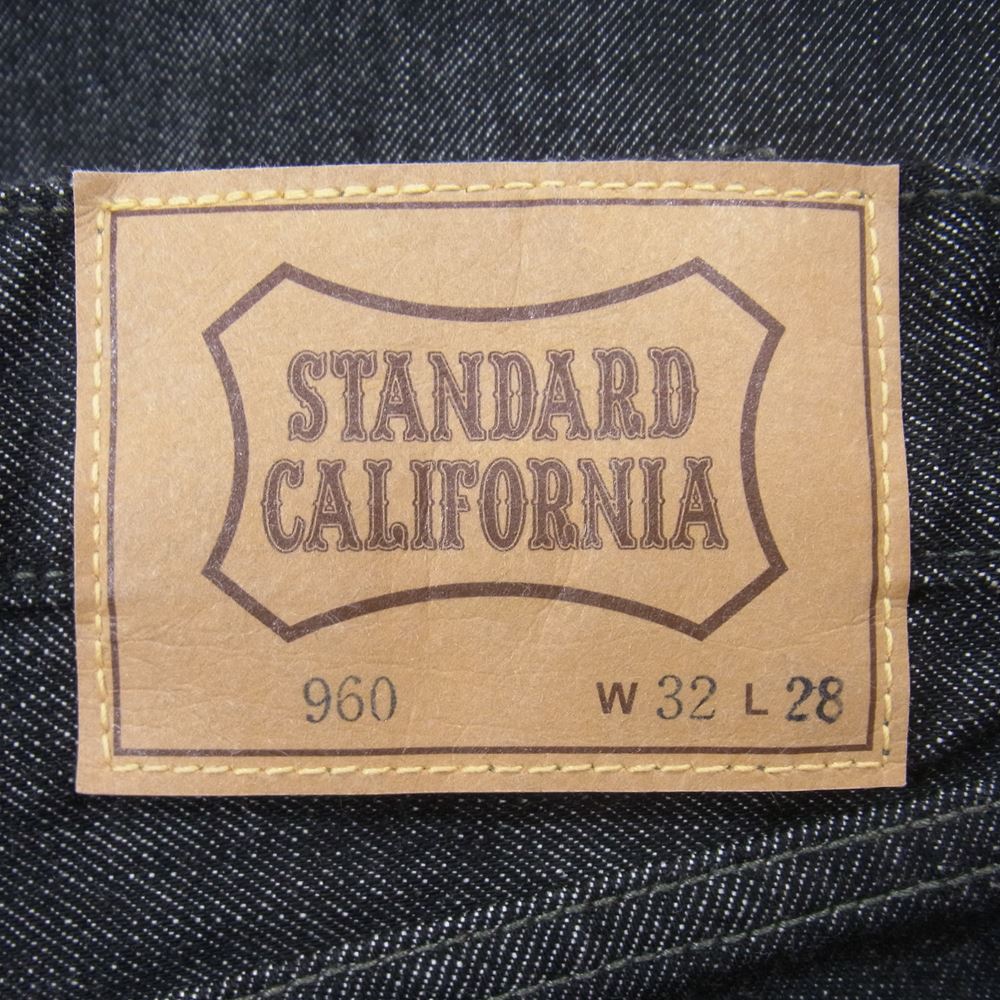 STANDARD
CALIFORNIA
960 W 32 L 28